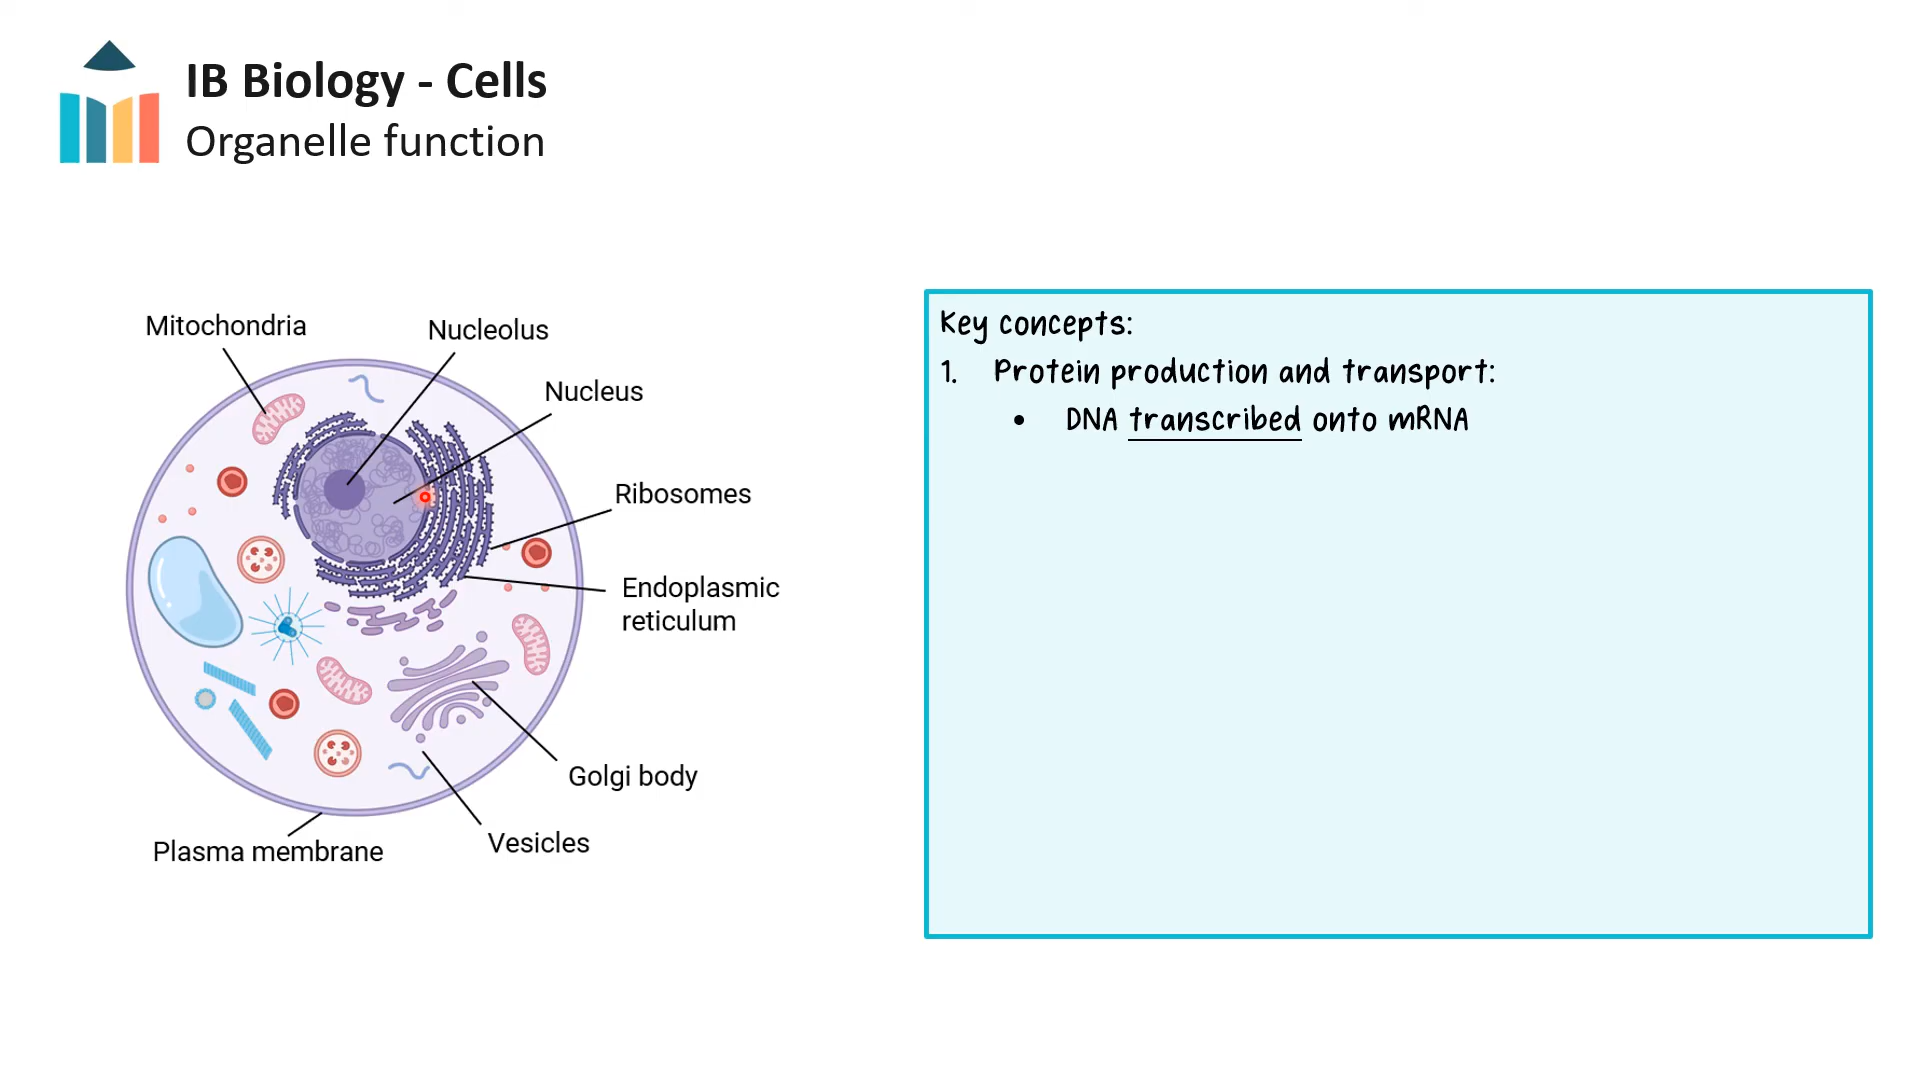 IB Biology - Cells
Organelle function
Mitochondria
Nucleolus
Nucleus
Ribosomes
Endoplasmic
reticulum
Golgi body
Vesicles
Plasma membrane
Key concepts:
1. Protein production and transport:
• DNA transcribed onto mRNA